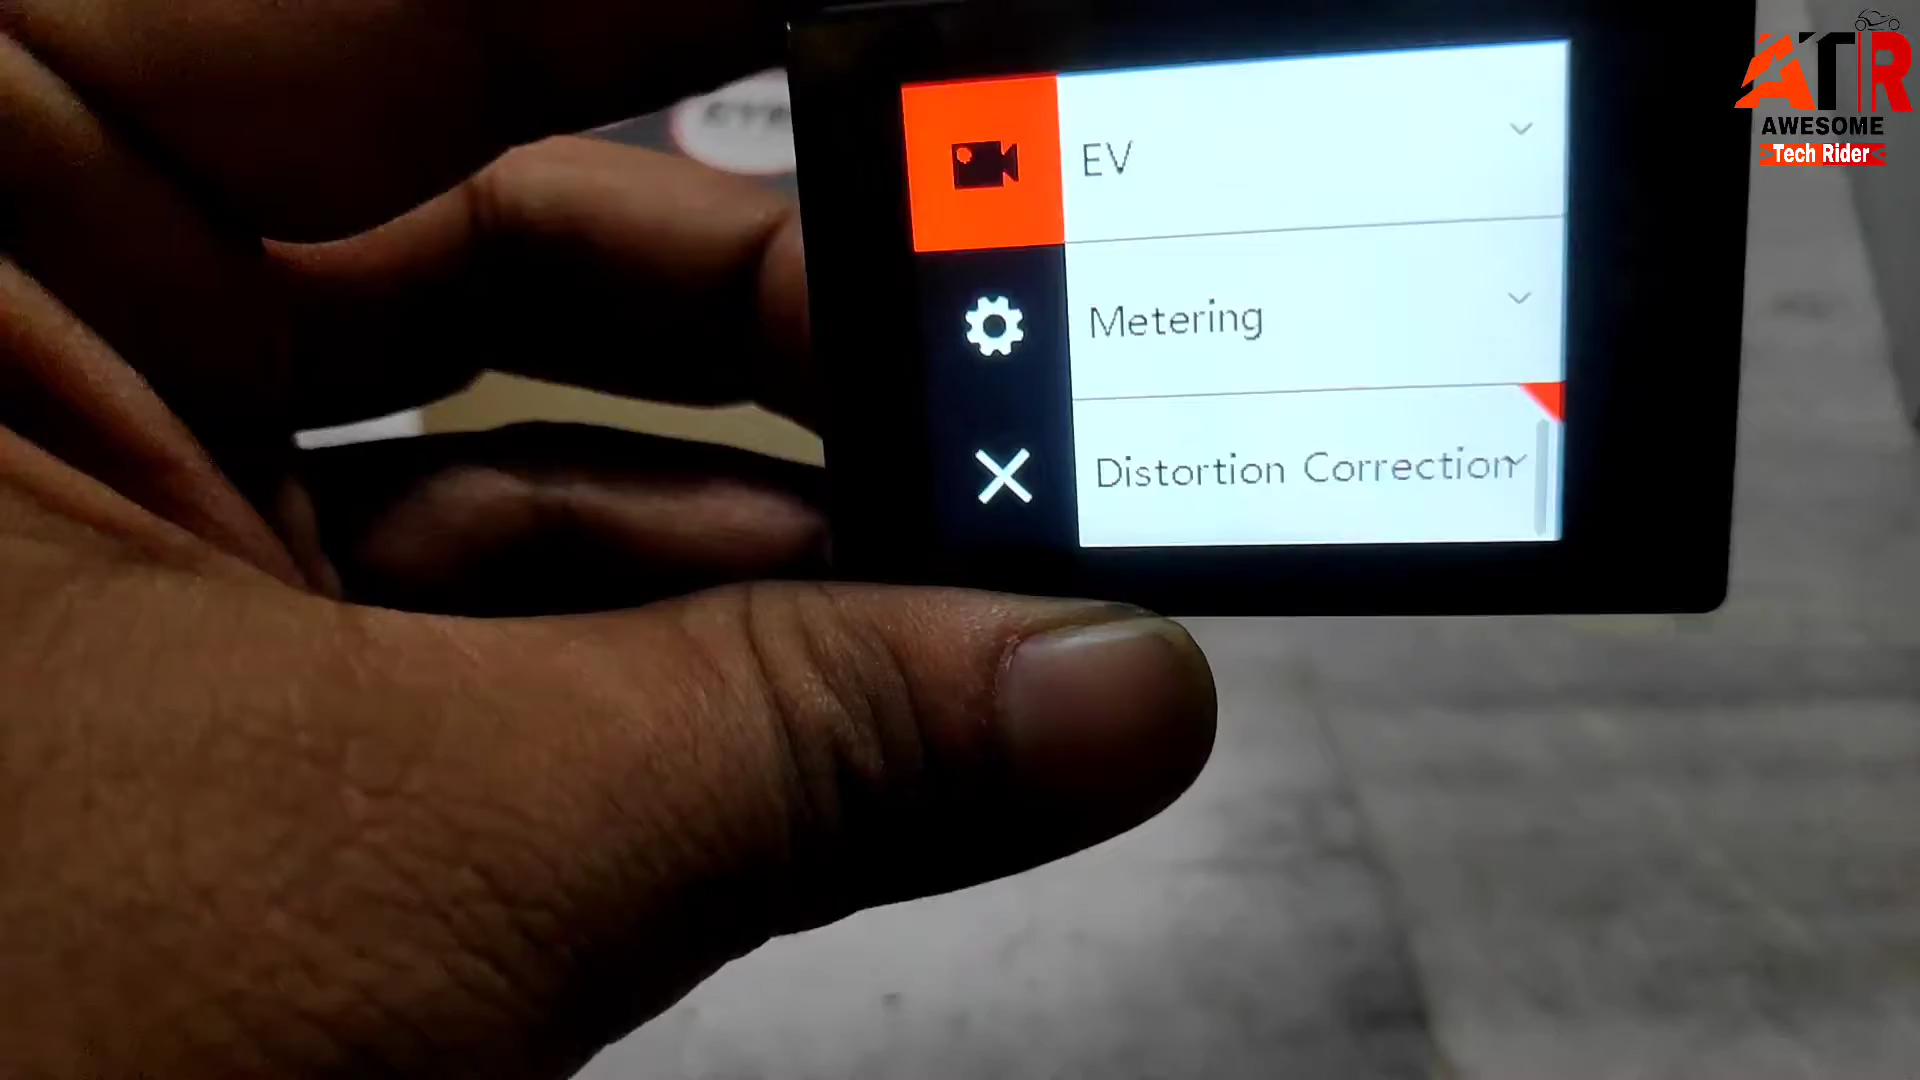 EV
Metering
Distortion Correction
ATR
AWESOME
Tech Rider